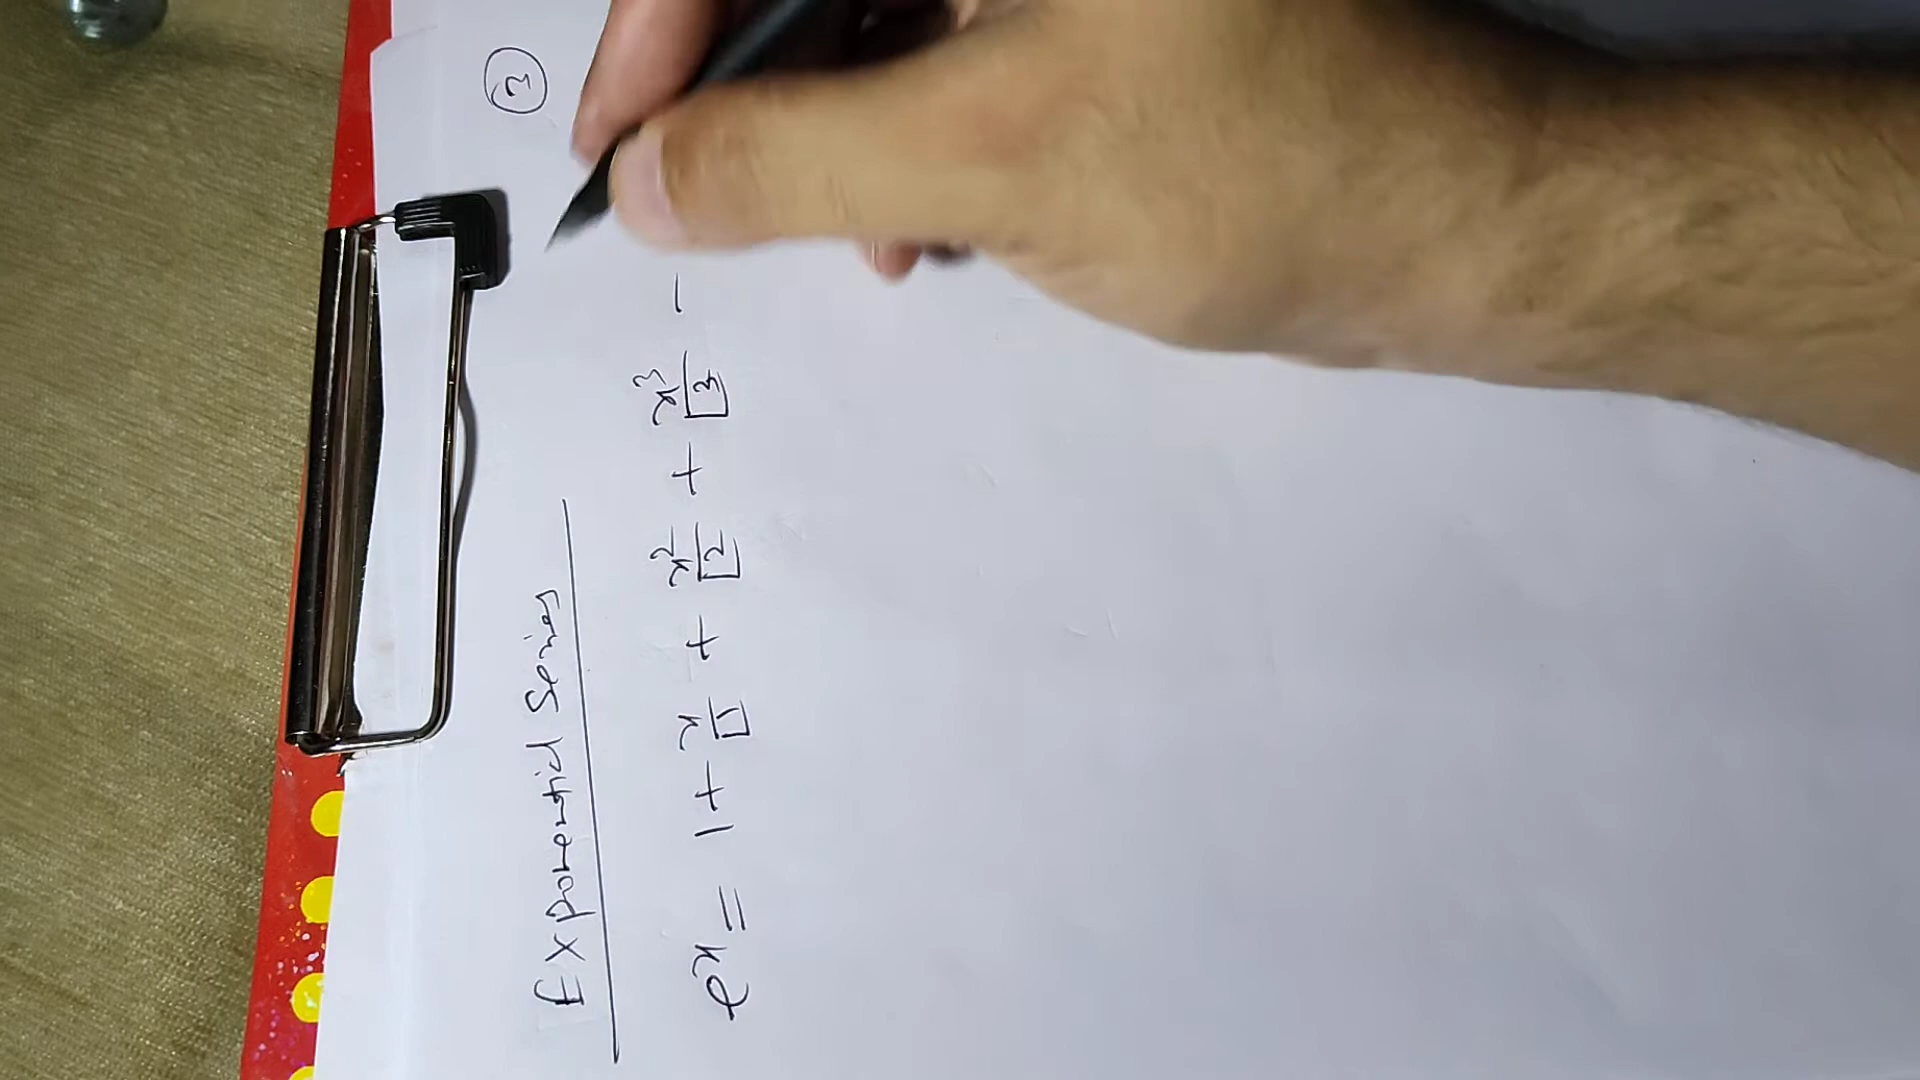 ③
Exponential Series
eˣ = 1 + x/⌊1 + x²/⌊2 + x³/⌊3 –